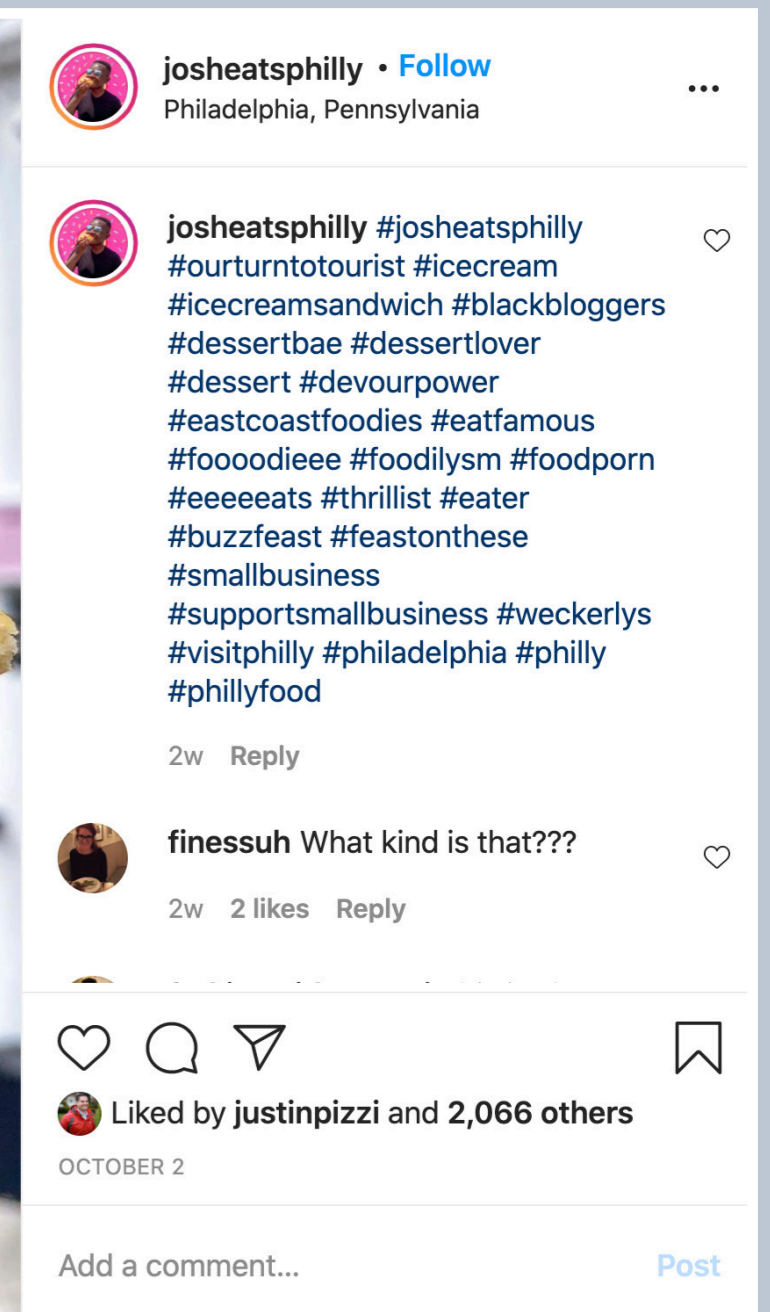 josheatsphilly • Follow
Philadelphia, Pennsylvania
josheatsphilly #josheatsphilly
#ourturntotourist #icecream
#icecreamsandwich #blackbloggers
#dessertbae #dessertlover
#dessert #devourpower
#eastcoastfoodies #eatfamous
#foooodieee #foodilysm #foodporn
#eeeeeats #thrillist #eater
#buzzfeast #feastonthese
#smallbusiness
#supportsmallbusiness #weckerlys
#visitphilly #philadelphia #philly
#phillyfood
2w Reply
finessuh What kind is that???
2w 2 likes Reply
Liked by justinpizzi and 2,066 others
OCTOBER 2
Add a comment... Post